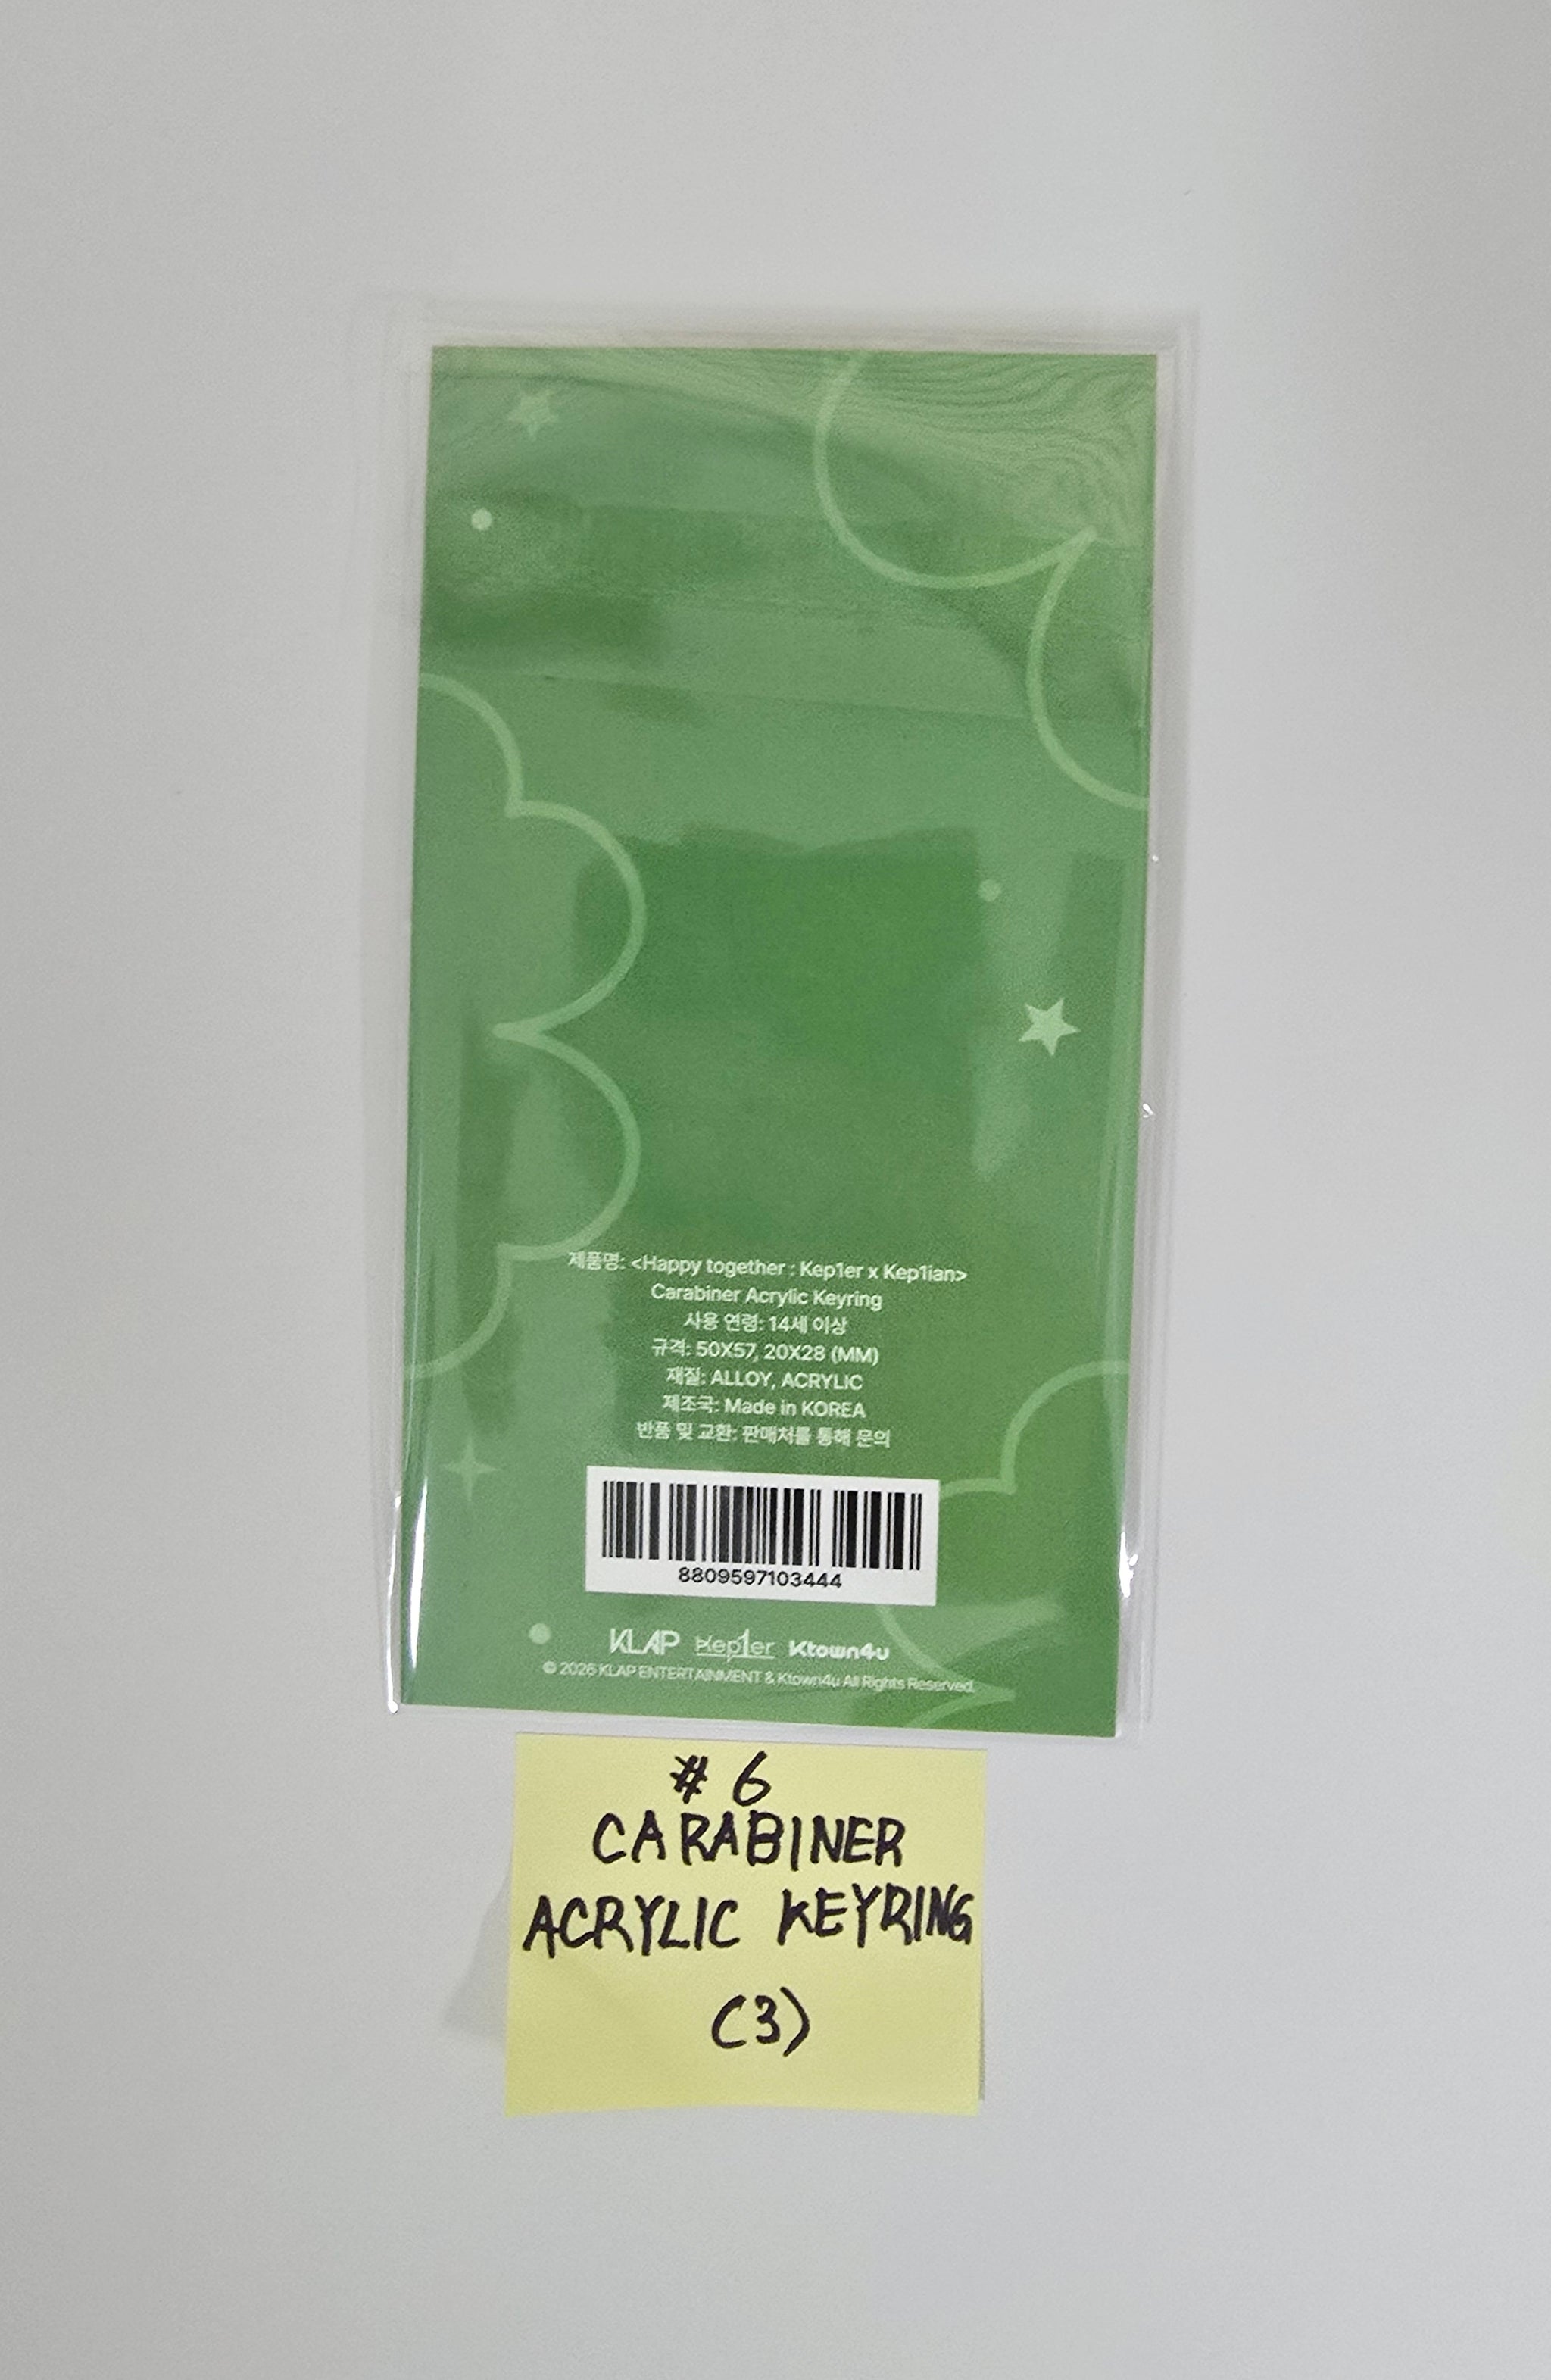 제품명: <Happy together : Kep1er x Kep1ian>
Carabiner Acrylic Keyring
사용 연령: 14세 이상
규격: 50X57, 20X28 (MM)
재질: ALLOY, ACRYLIC
제조국: Made in KOREA
반품 및 교환: 판매처를 통해 문의
8809597103444
KLAP Kep1er Ktown4u
© 2026 KLAP ENTERTAINMENT & Ktown4u All Rights Reserved.
# 6
CARABINER
ACRYLIC KEYRING
(3)